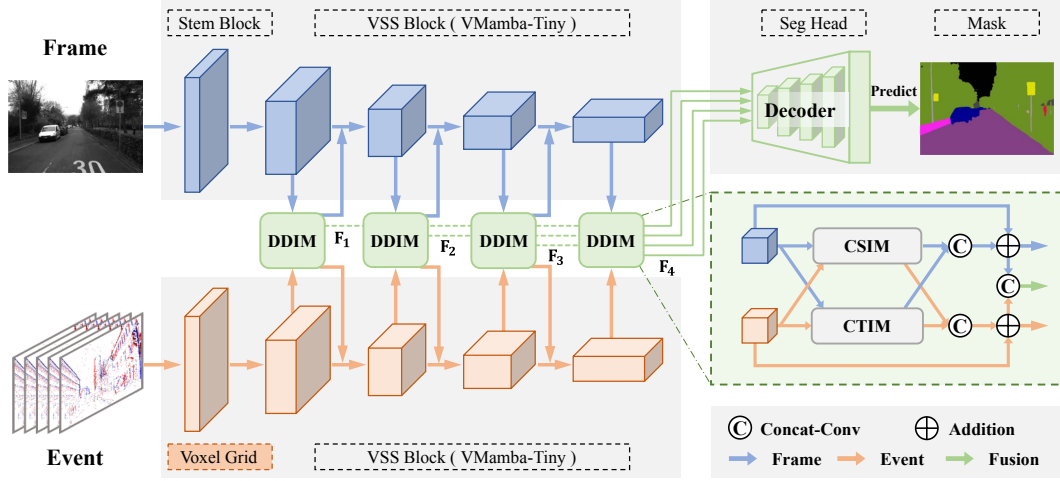 Stem Block
VSS Block ( VMamba-Tiny )
Seg Head
Mask
Frame
30
Decoder
Predict
DDIM
F1
DDIM
F2
DDIM
F3
DDIM
F4
CSIM
C
C
CTIM
C
Event
Voxel Grid
VSS Block ( VMamba-Tiny )
C Concat-Conv
Addition
Frame
Event
Fusion